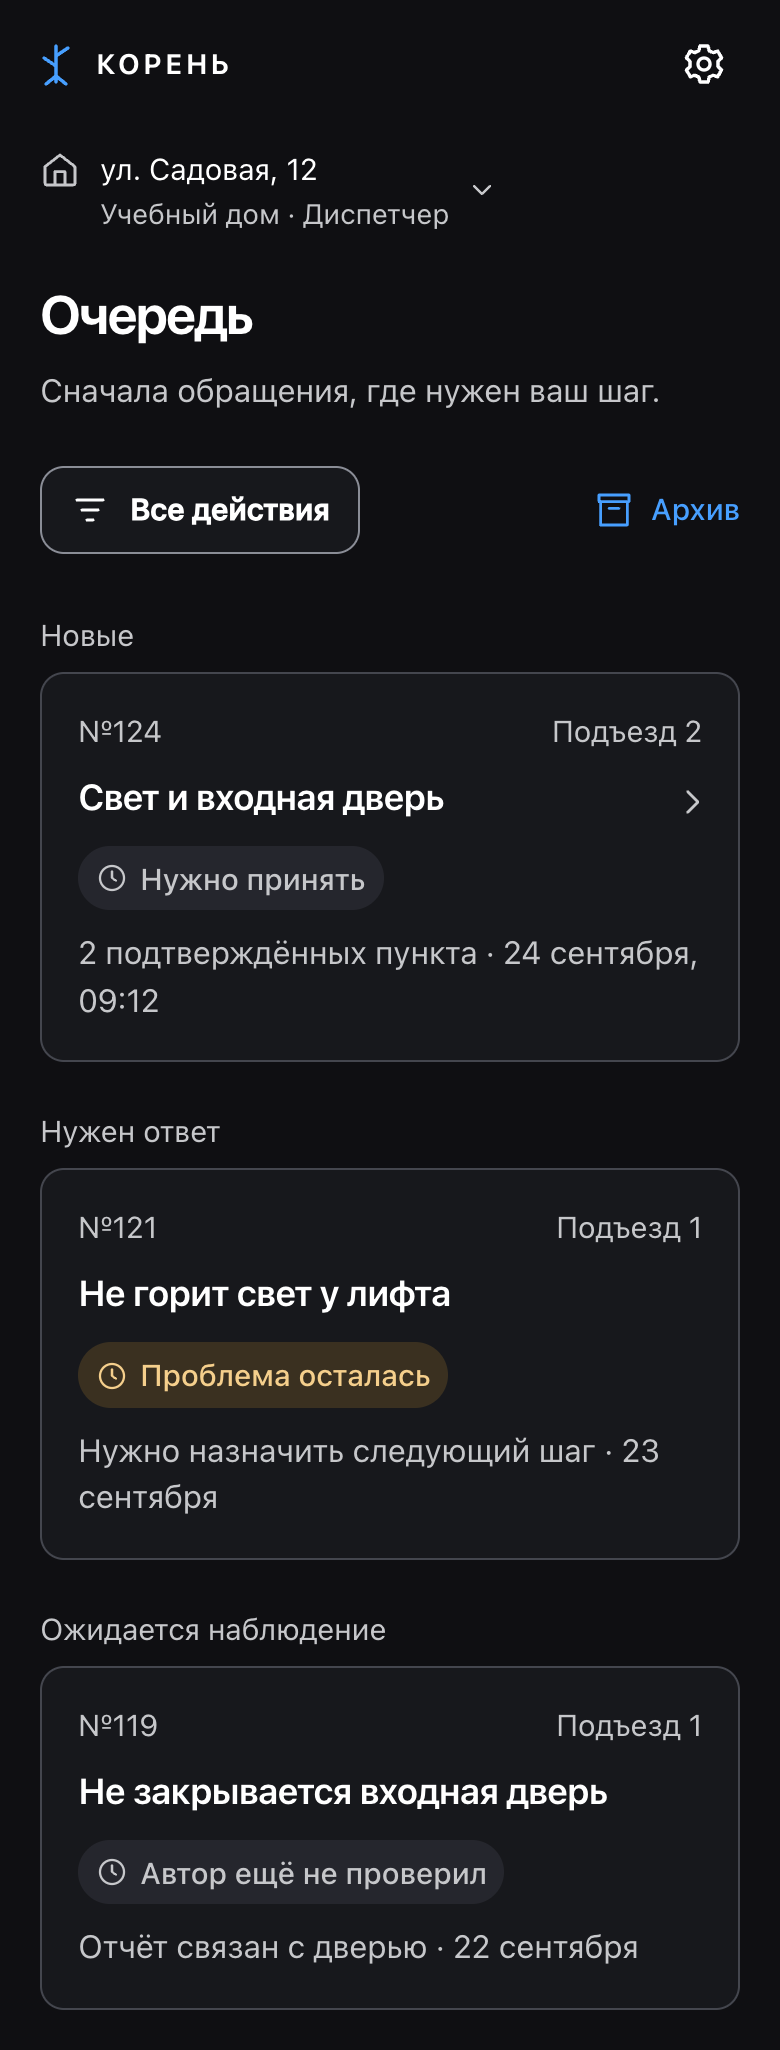 КОРЕНЬ
ул. Садовая, 12
Учебный дом · Диспетчер
Очередь
Сначала обращения, где нужен ваш шаг.
Все действия
Архив
Новые
№124 Подъезд 2
Свет и входная дверь
Нужно принять
2 подтверждённых пункта · 24 сентября,
09:12
Нужен ответ
№121 Подъезд 1
Не горит свет у лифта
Проблема осталась
Нужно назначить следующий шаг · 23
сентября
Ожидается наблюдение
№119 Подъезд 1
Не закрывается входная дверь
Автор ещё не проверил
Отчёт связан с дверью · 22 сентября